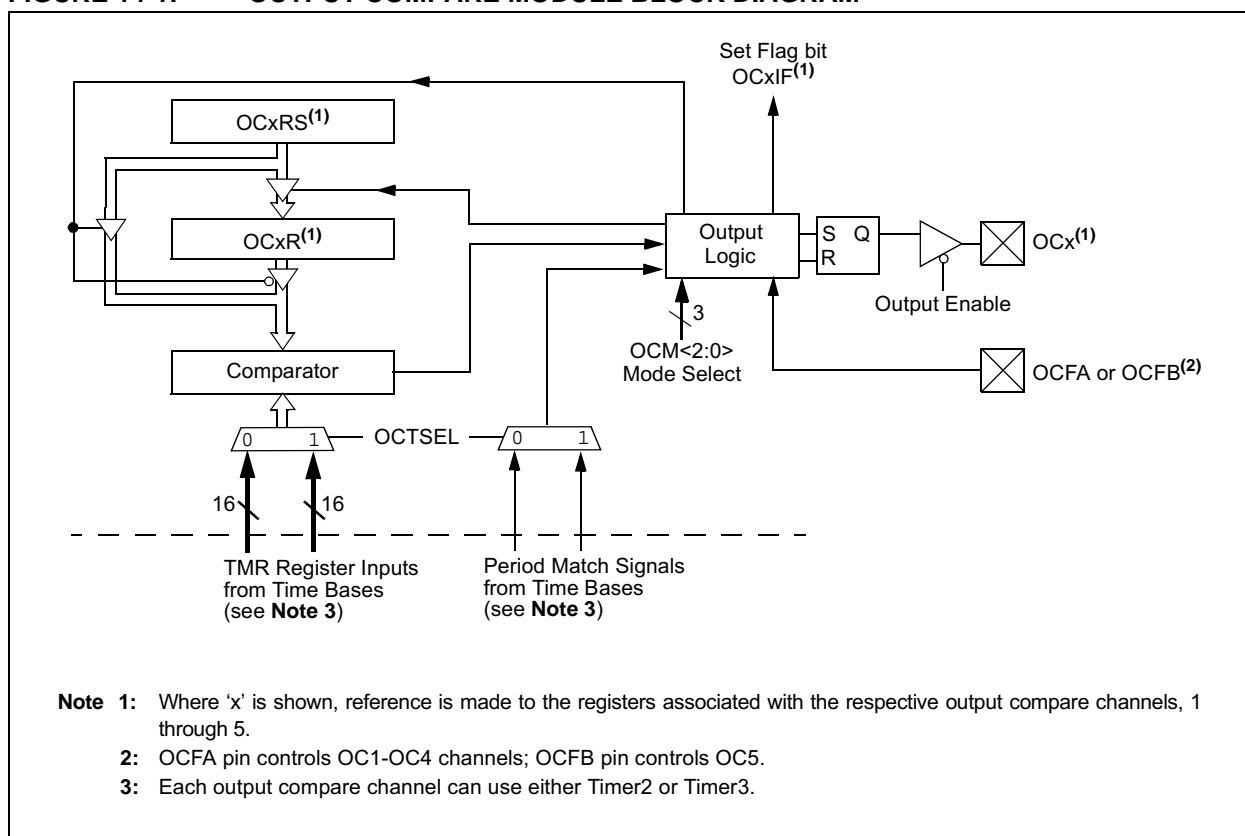 Set Flag bit
OCxIF(1)
OCxRS(1)
OCxR(1)
Output
Logic
S Q
R
OCx(1)
Output Enable
3
OCM<2:0>
Mode Select
Comparator
OCFA or OCFB(2)
0 1
OCTSEL
0 1
16
16
TMR Register Inputs
from Time Bases
(see Note 3)
Period Match Signals
from Time Bases
(see Note 3)
Note 1: Where ‘x’ is shown, reference is made to the registers associated with the respective output compare channels, 1
through 5.
2: OCFA pin controls OC1-OC4 channels; OCFB pin controls OC5.
3: Each output compare channel can use either Timer2 or Timer3.